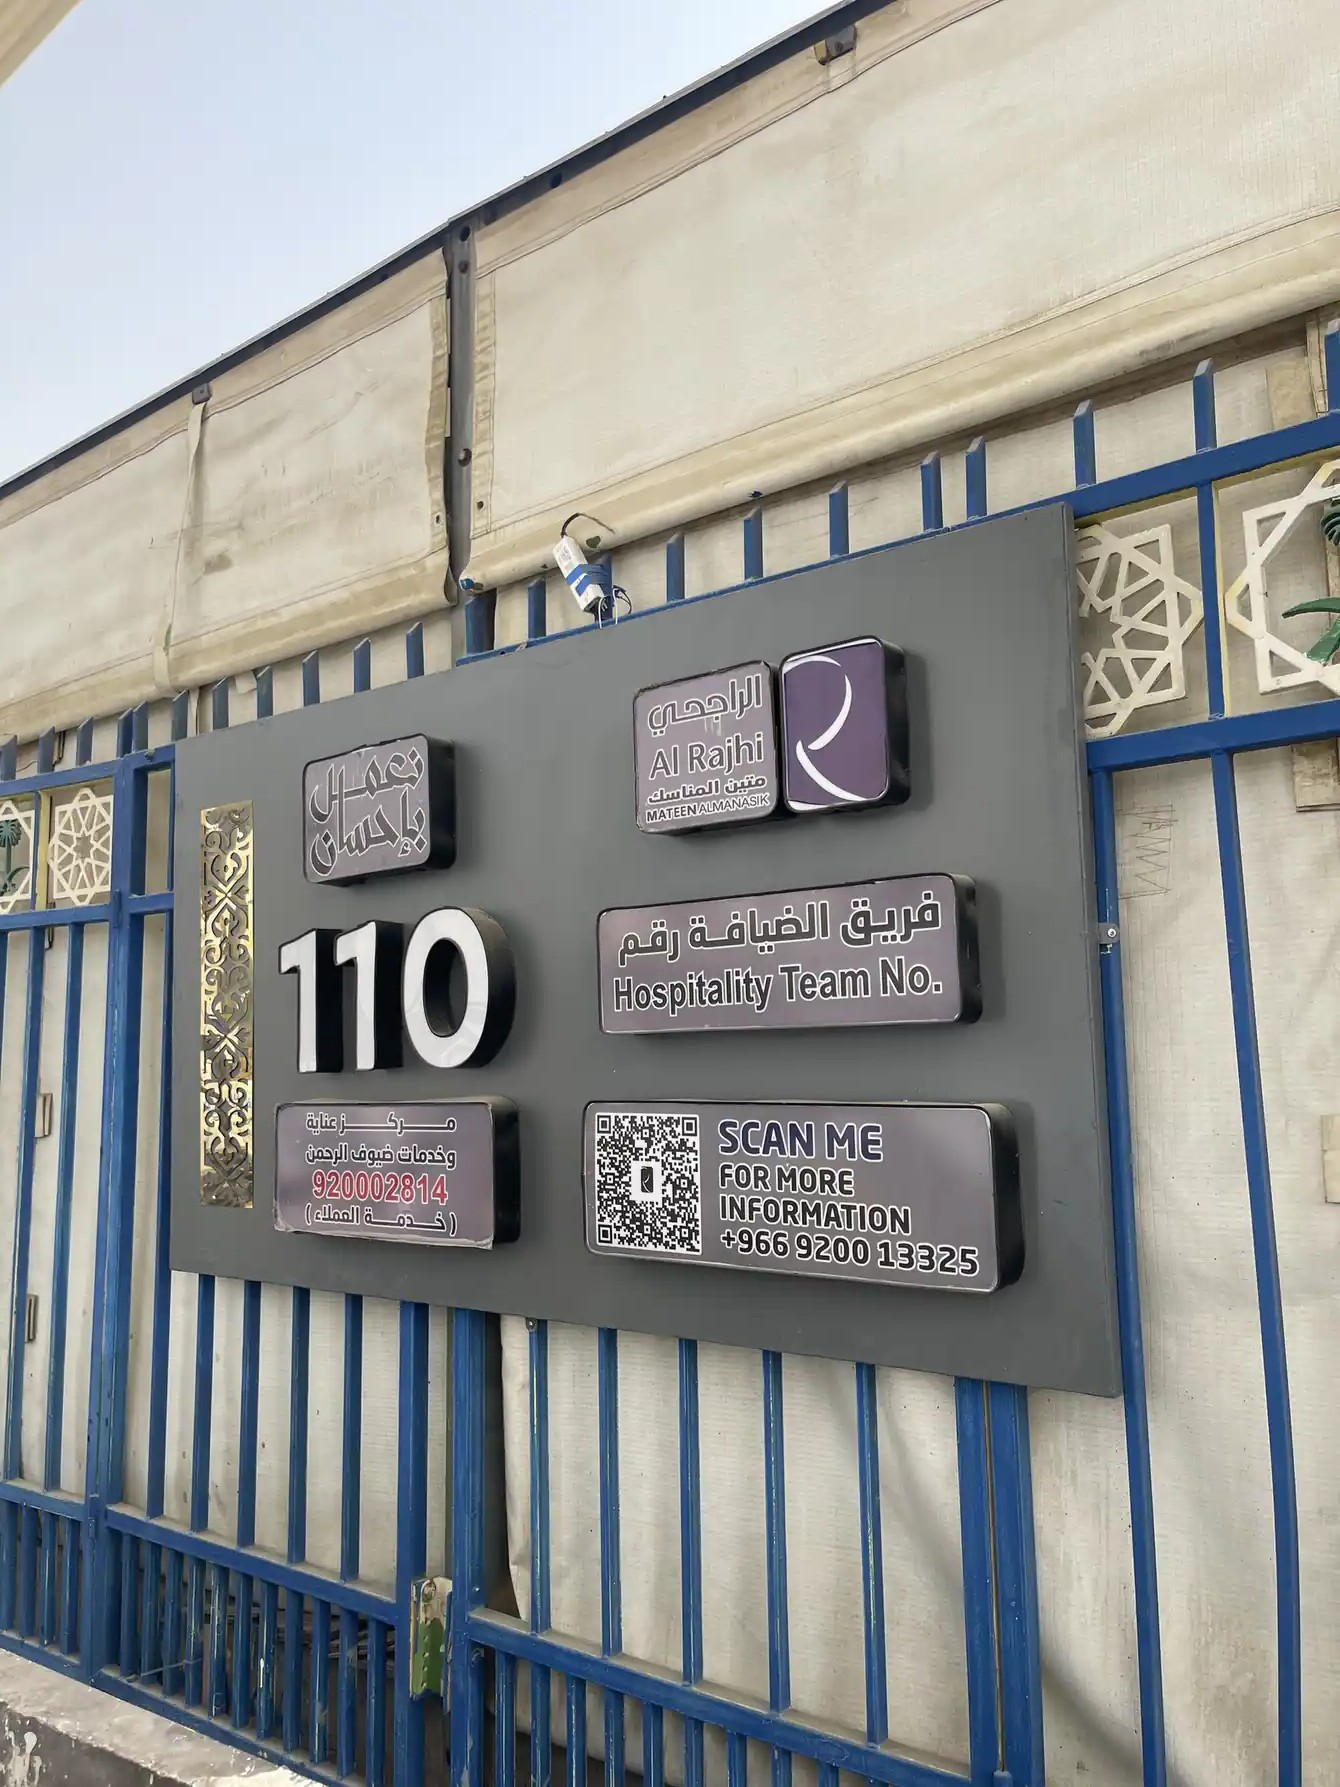 الراجحي
Al Rajhi
متين المناسك
MATEEN ALMANASIK
نعمل
بإحسان
فريق الضيافة رقم
Hospitality Team No.
110
مركز عناية
وخدمات ضيوف الرحمن
920002814
(خدمة العملاء)
SCAN ME
FOR MORE
INFORMATION
+966 9200 13325